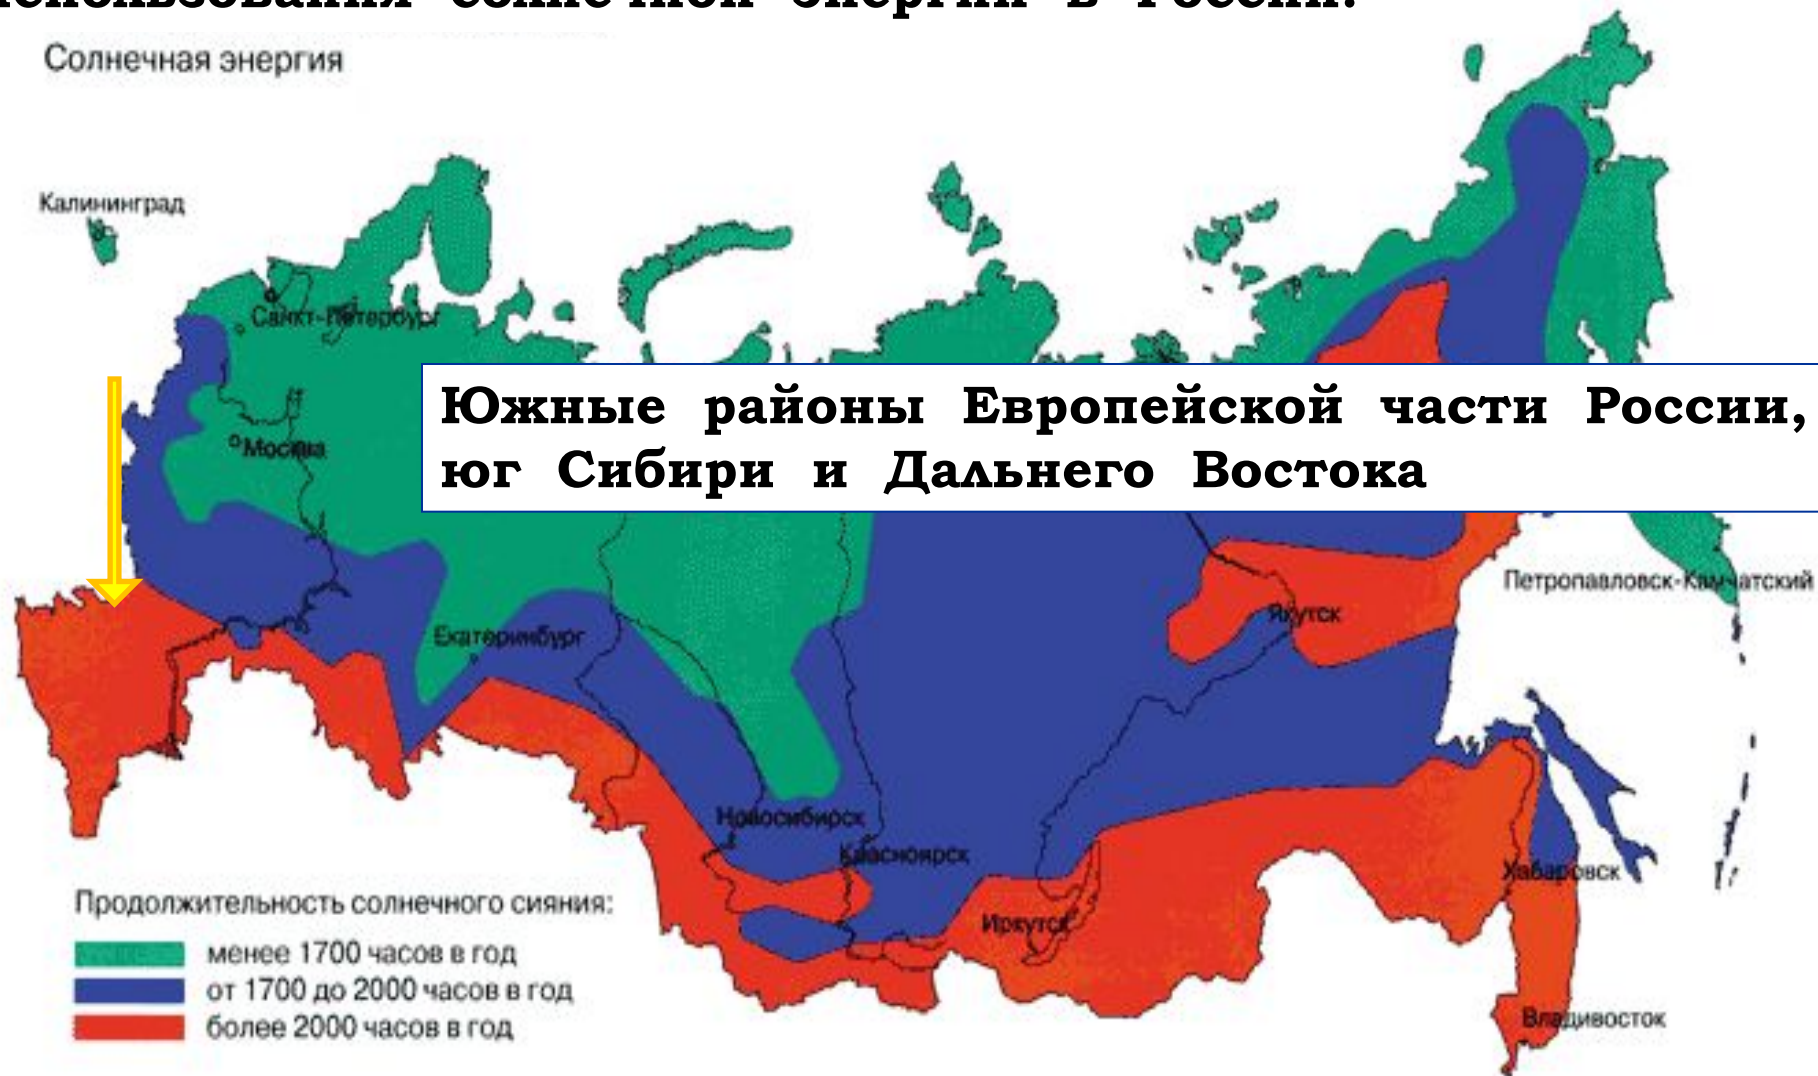 энергии в России.
Солнечная энергия
Калининград
Санкт-Петербург
Южные районы Европейской части России,
юг Сибири и Дальнего Востока
Москва
Петропавловск-Камчатский
Якутск
Екатеринбург
Новосибирск
Красноярск
Хабаровск
Иркутск
Владивосток
Продолжительность солнечного сияния:
менее 1700 часов в год
от 1700 до 2000 часов в год
более 2000 часов в год